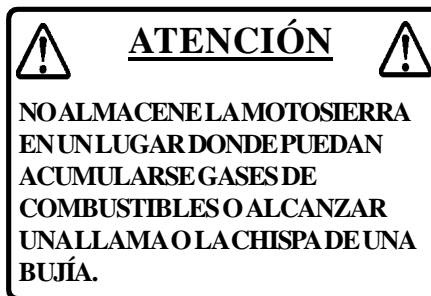 ATENCIÓN
NO ALMACENE LA MOTOSIERRA
EN UN LUGAR DONDE PUEDAN
ACUMULARSE GASES DE
COMBUSTIBLES O ALCANZAR
UNA LLAMA O LA CHISPA DE UNA
BUJÍA.